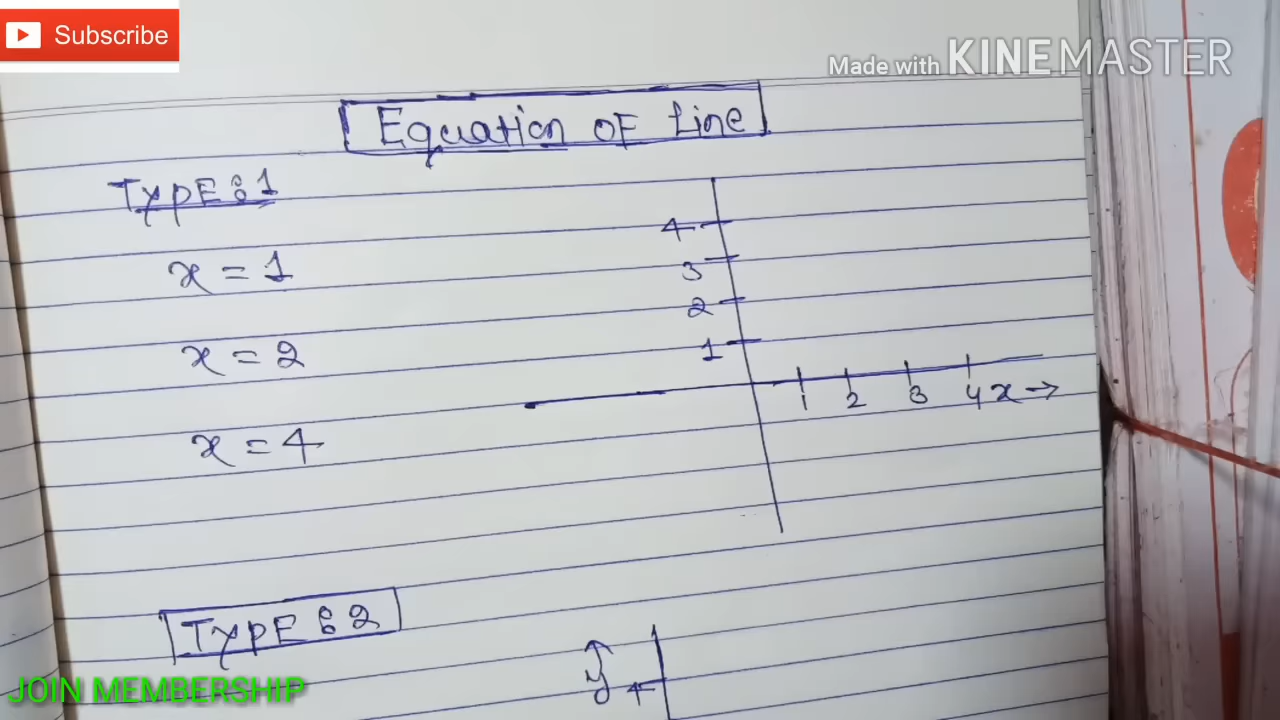 Subscribe
Made with KINEMASTER
Equation OF Line
TypE : 1
x = 1
x = 2
x = 4
4
3
2
1
1 2 3 4 x →
TypE : 2
y
4
JOIN MEMBERSHIP